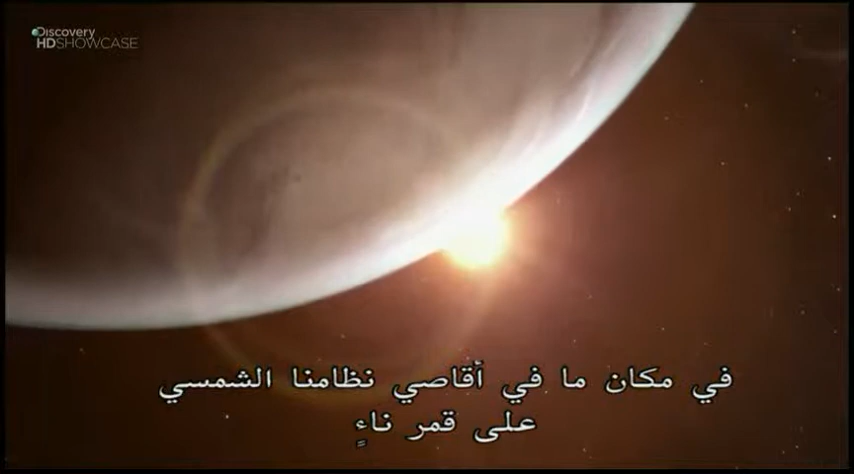 Discovery
HDSHOWCASE
في مكان ما في أقاصي نظامنا الشمسي
على قمر ناءٍ